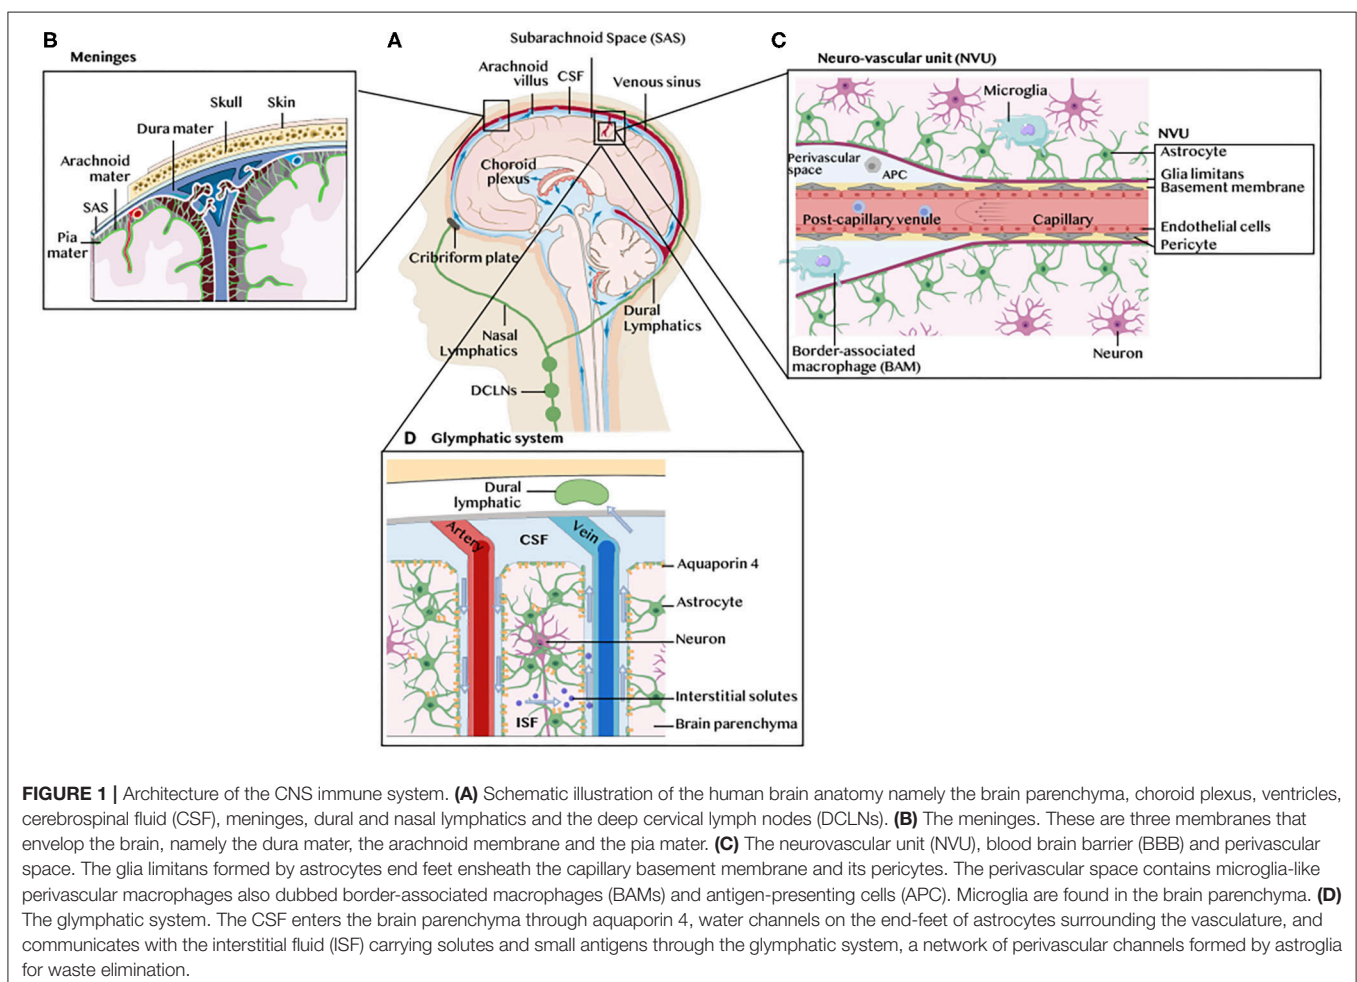 B
Meninges
Skull
Skin
Dura mater
Arachnoid
mater
SAS
Pia
mater
A
Subarachnoid Space (SAS)
Arachnoid
villus
CSF
Venous sinus
Choroid
plexus
Cribriform plate
Nasal
Lymphatics
Dural
Lymphatics
DCLNs
C
Neuro-vascular unit (NVU)
Microglia
NVU
Perivascular
space
APC
Astrocyte
Glia limitans
Basement membrane
Post-capillary venule
Capillary
Endothelial cells
Pericyte
Border-associated
macrophage (BAM)
Neuron
D
Glymphatic system
Dural
lymphatic
Artery
CSF
Vein
Aquaporin 4
Astrocyte
Neuron
Interstitial solutes
ISF
Brain parenchyma
FIGURE 1 | Architecture of the CNS immune system. (A) Schematic illustration of the human brain anatomy namely the brain parenchyma, choroid plexus, ventricles,
cerebrospinal fluid (CSF), meninges, dural and nasal lymphatics and the deep cervical lymph nodes (DCLNs). (B) The meninges. These are three membranes that
envelop the brain, namely the dura mater, the arachnoid membrane and the pia mater. (C) The neurovascular unit (NVU), blood brain barrier (BBB) and perivascular
space. The glia limitans formed by astrocytes end feet ensheath the capillary basement membrane and its pericytes. The perivascular space contains microglia-like
perivascular macrophages also dubbed border-associated macrophages (BAMs) and antigen-presenting cells (APC). Microglia are found in the brain parenchyma. (D)
The glymphatic system. The CSF enters the brain parenchyma through aquaporin 4, water channels on the end-feet of astrocytes surrounding the vasculature, and
communicates with the interstitial fluid (ISF) carrying solutes and small antigens through the glymphatic system, a network of perivascular channels formed by astroglia
for waste elimination.